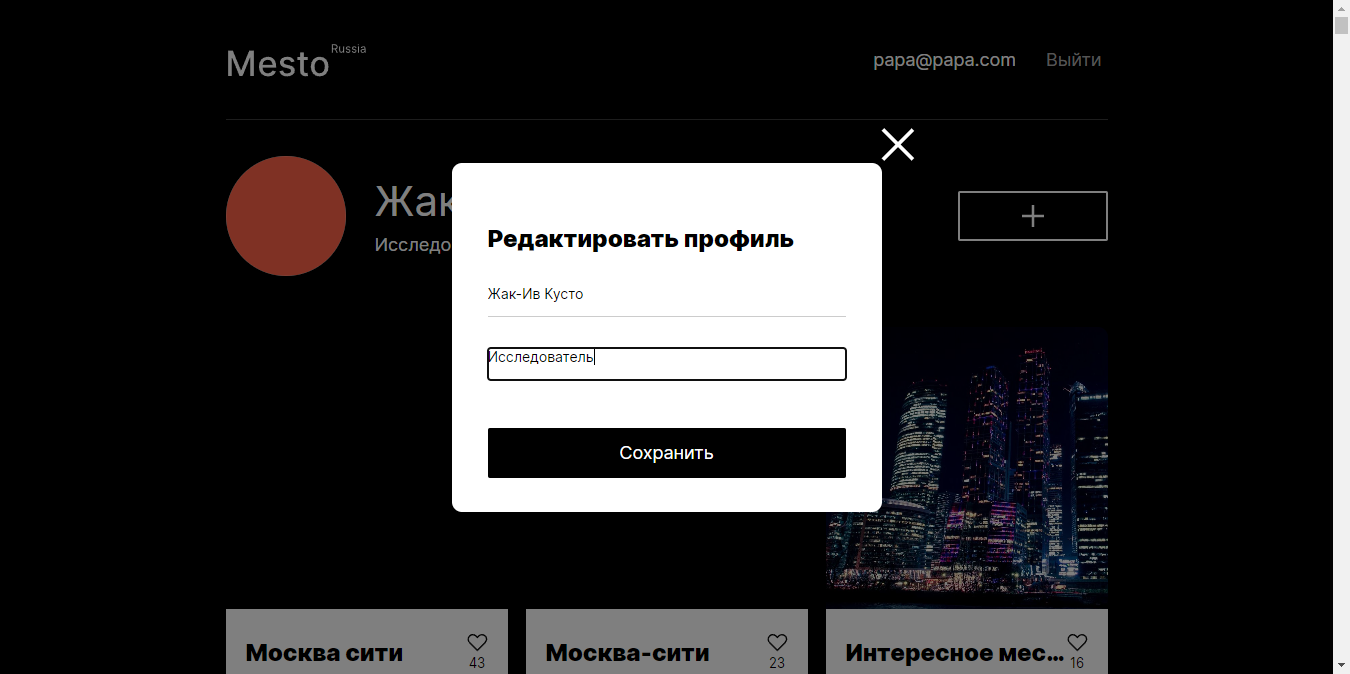 Mesto Russia
papa@papa.com Выйти
Жак
Исследо
Редактировать профиль
Жак-Ив Кусто
Исследователь
Сохранить
Москва сити 43
Москва-сити 23
Интересное мес... 16